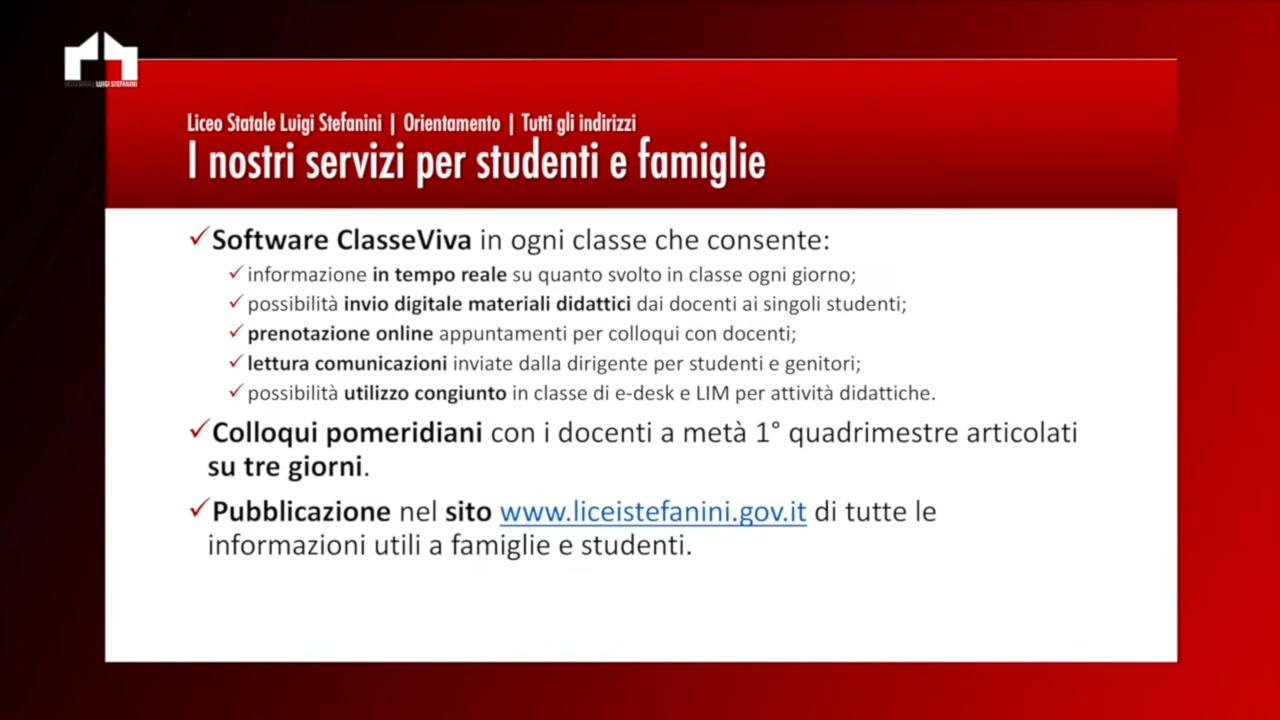 LUIGI STEFANINI
Liceo Statale Luigi Stefanini | Orientamento | Tutti gli indirizzi
I nostri servizi per studenti e famiglie
Software ClasseViva in ogni classe che consente:
informazione in tempo reale su quanto svolto in classe ogni giorno;
possibilità invio digitale materiali didattici dai docenti ai singoli studenti;
prenotazione online appuntamenti per colloqui con docenti;
lettura comunicazioni inviate dalla dirigente per studenti e genitori;
possibilità utilizzo congiunto in classe di e-desk e LIM per attività didattiche.
Colloqui pomeridiani con i docenti a metà 1° quadrimestre articolati
su tre giorni.
Pubblicazione nel sito www.liceistefanini.gov.it di tutte le
informazioni utili a famiglie e studenti.